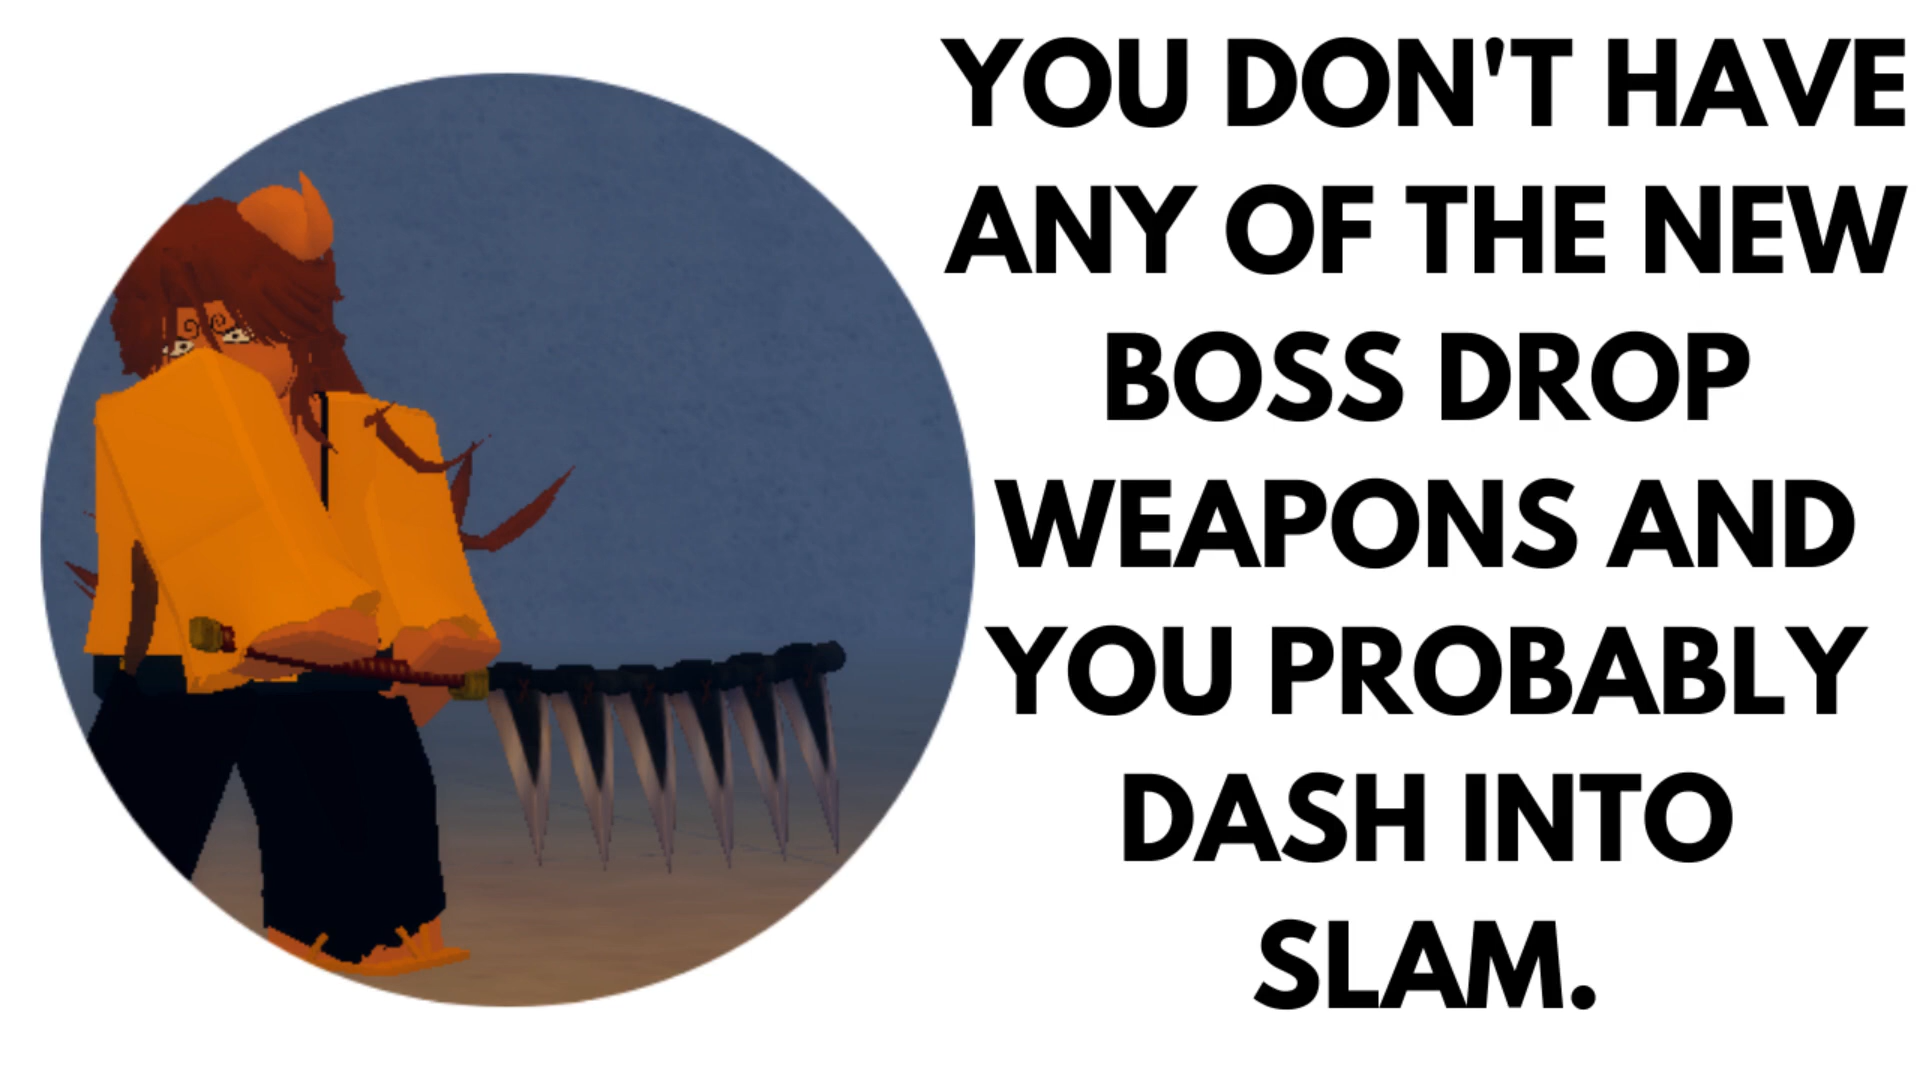 YOU DON'T HAVE
ANY OF THE NEW
BOSS DROP
WEAPONS AND
YOU PROBABLY
DASH INTO
SLAM.